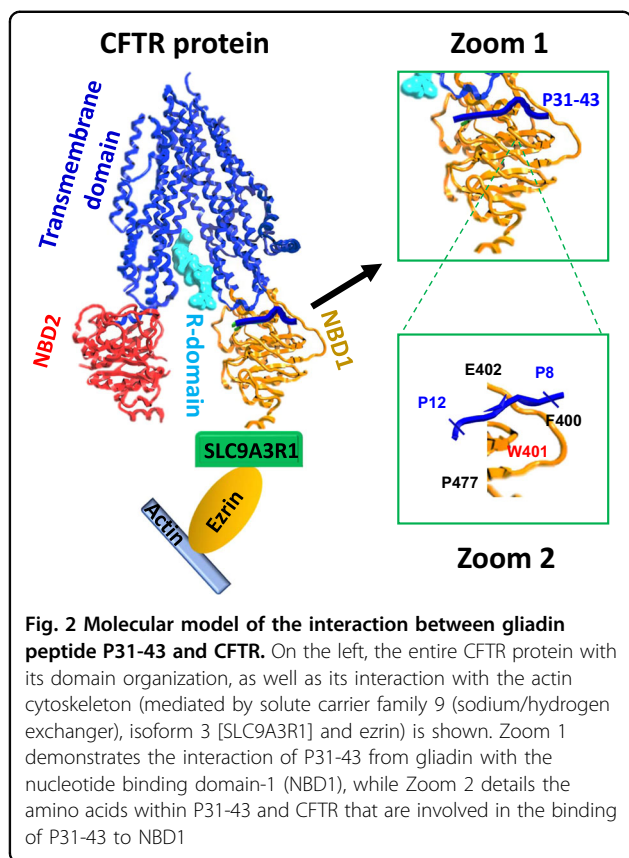 CFTR protein
Zoom 1
Transmembrane
domain
P31-43
NBD2
R-domain
NBD1
SLC9A3R1
Ezrin
Actin
E402
P8
P12
F400
W401
P477
Zoom 2
Fig. 2 Molecular model of the interaction between gliadin
peptide P31-43 and CFTR. On the left, the entire CFTR protein with
its domain organization, as well as its interaction with the actin
cytoskeleton (mediated by solute carrier family 9 (sodium/hydrogen
exchanger), isoform 3 [SLC9A3R1] and ezrin) is shown. Zoom 1
demonstrates the interaction of P31-43 from gliadin with the
nucleotide binding domain-1 (NBD1), while Zoom 2 details the
amino acids within P31-43 and CFTR that are involved in the binding
of P31-43 to NBD1